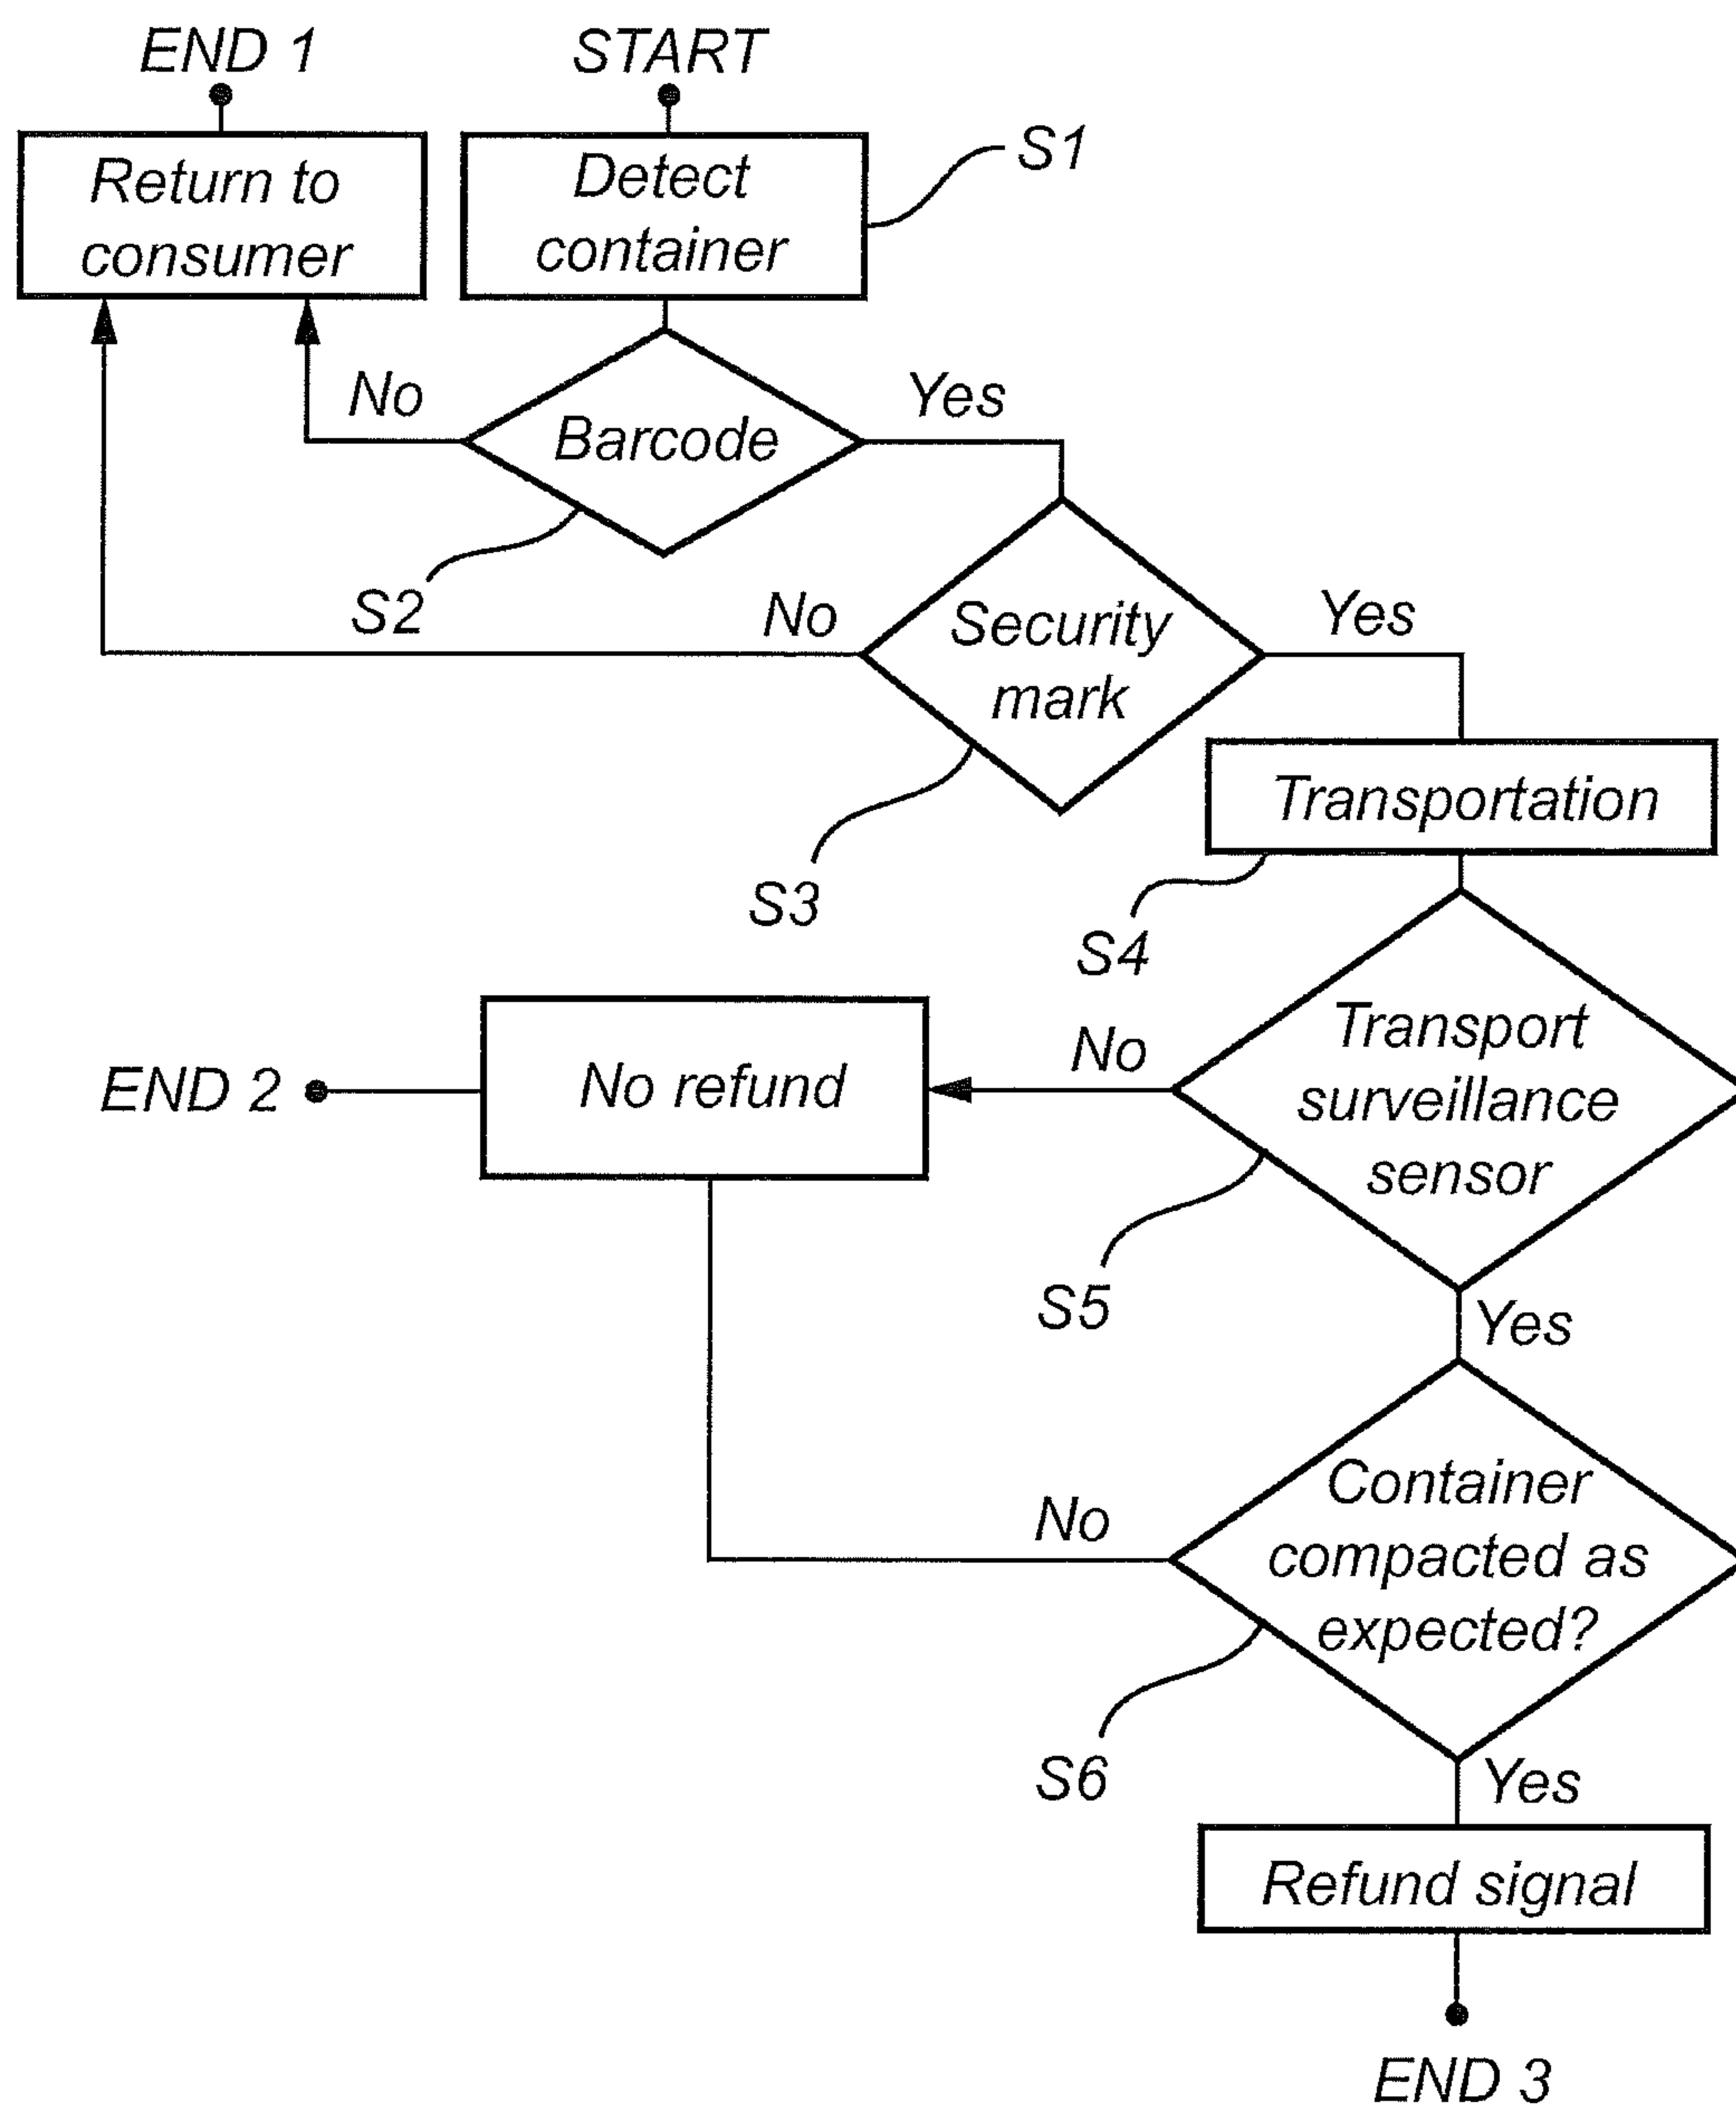 END 1
START
Return to
consumer
Detect
container
S1
No
Barcode
Yes
S2
No
Security
mark
Yes
S3
Transportation
S4
END 2
No refund
No
Transport
surveillance
sensor
S5
Yes
No
Container
compacted as
expected?
S6
Yes
Refund signal
END 3